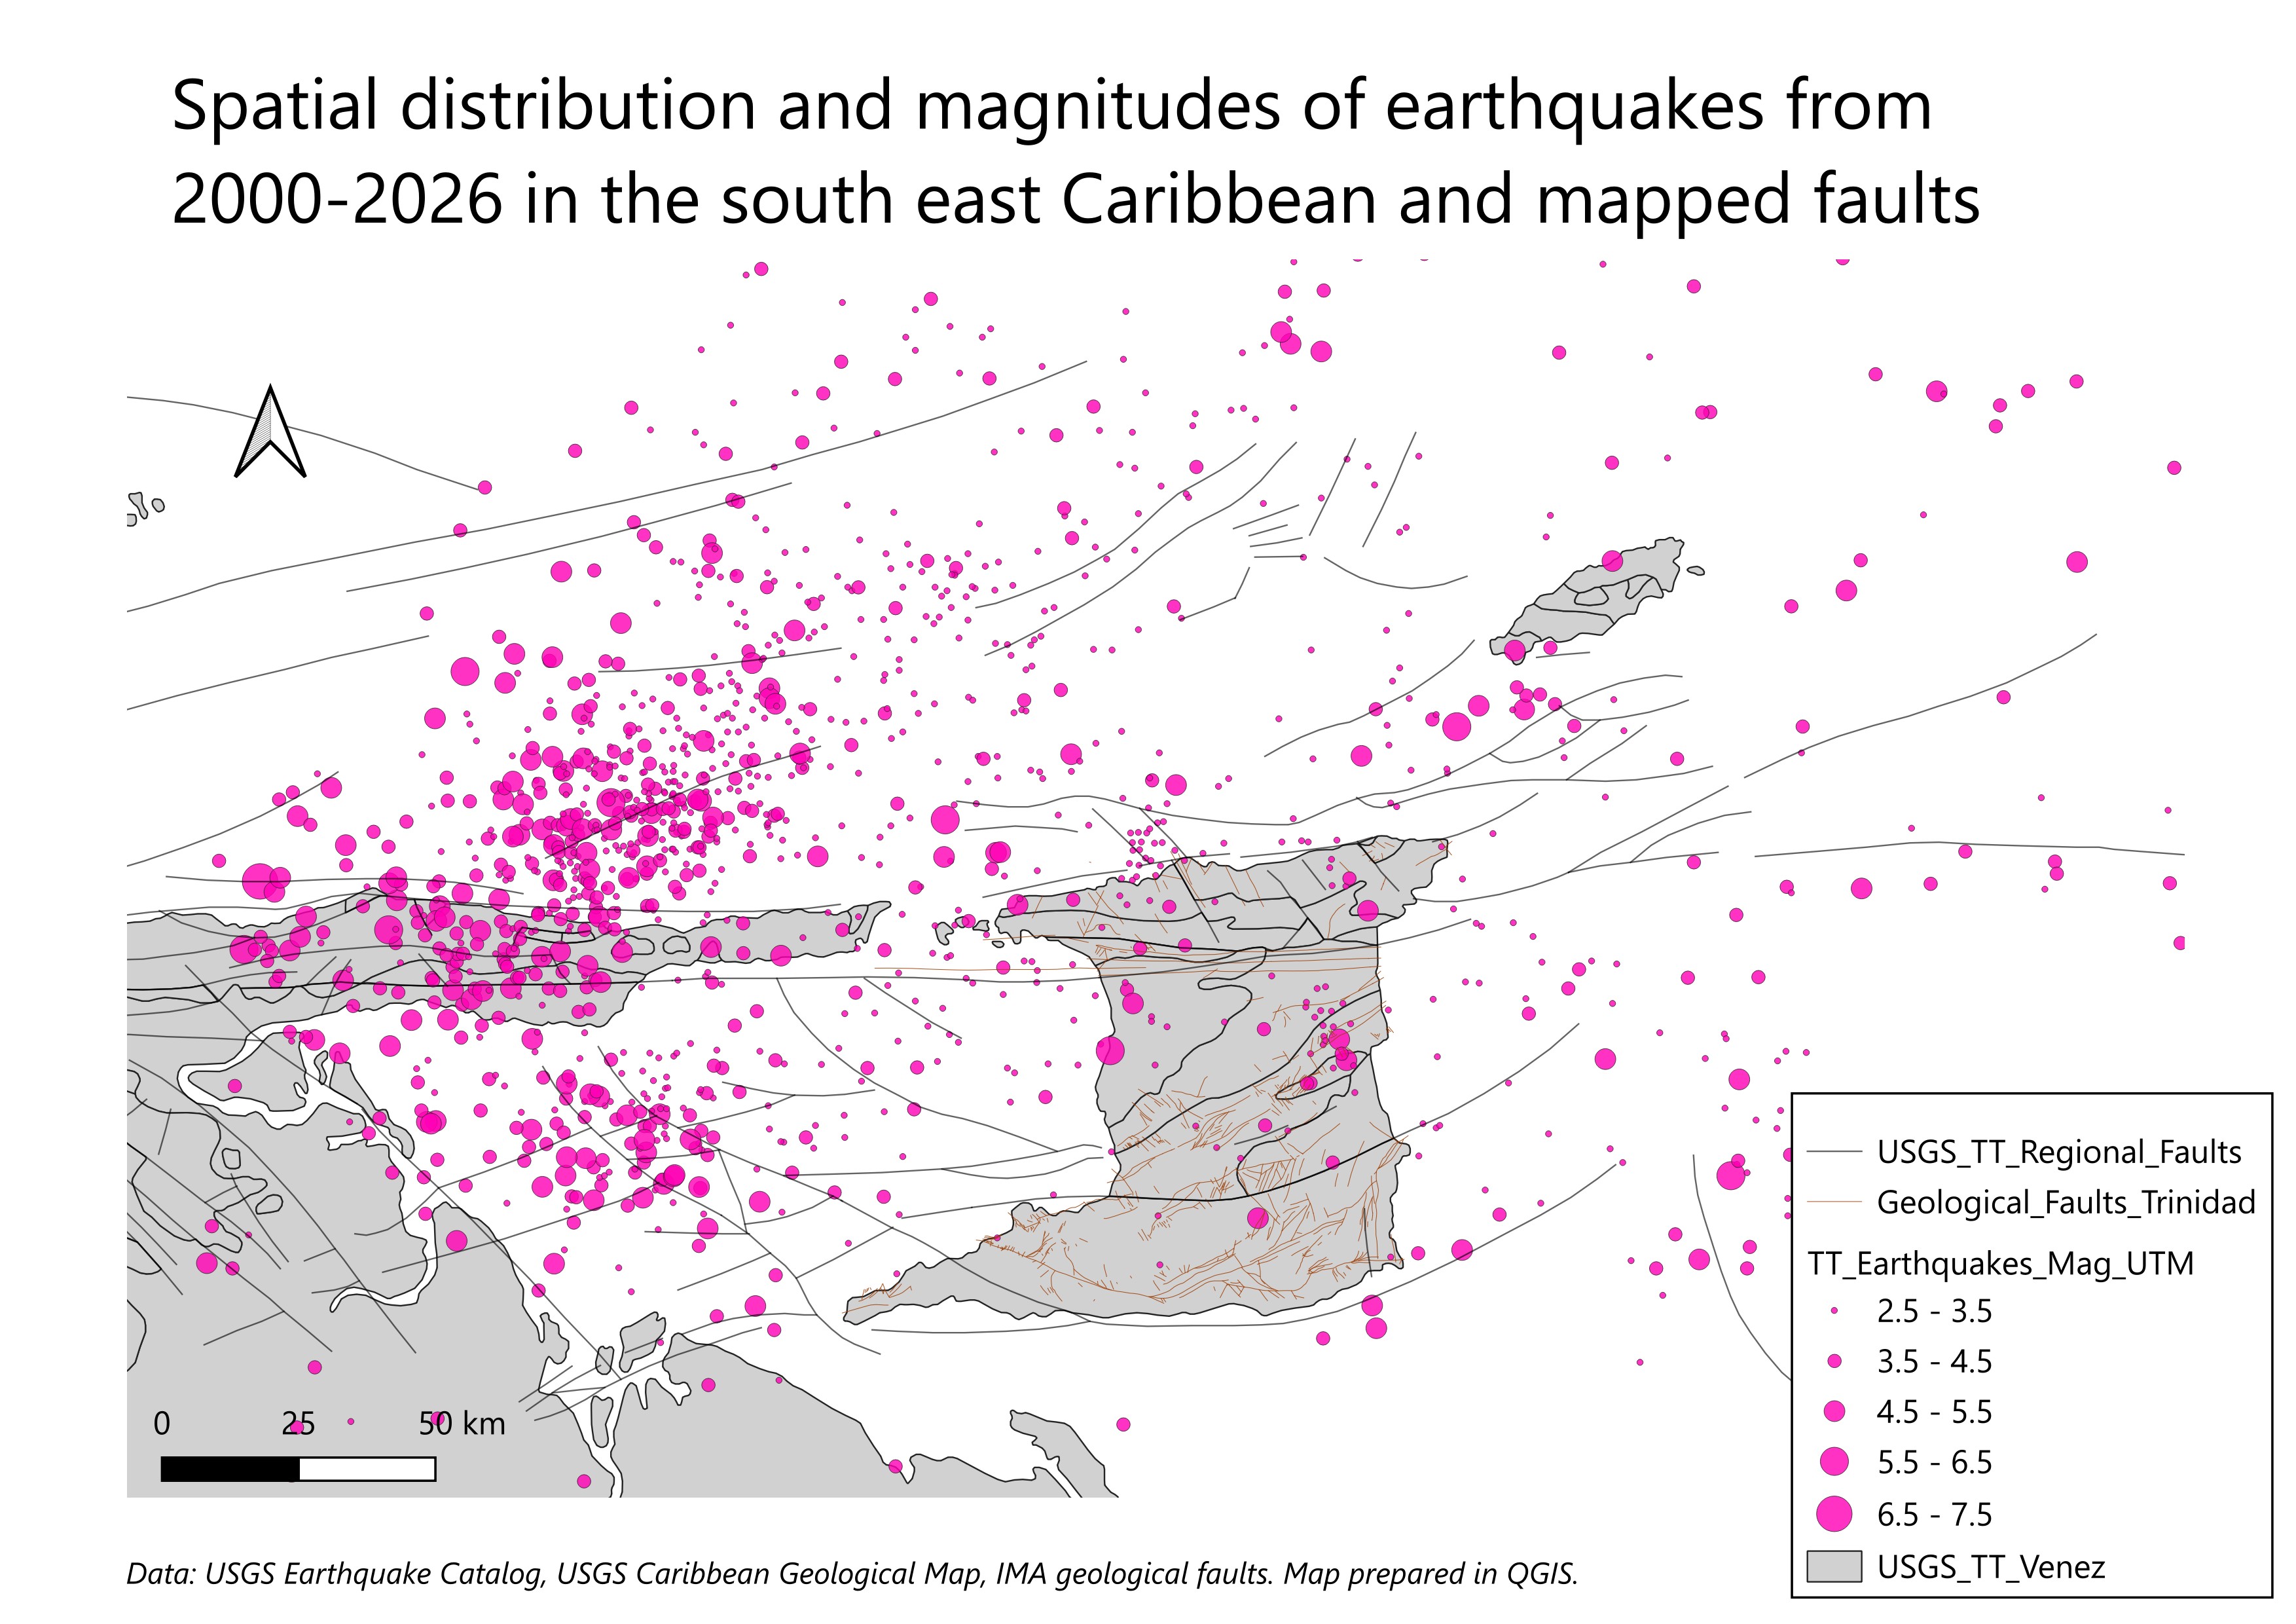 Spatial distribution and magnitudes of earthquakes from
2000-2026 in the south east Caribbean and mapped faults
USGS_TT_Regional_Faults
Geological_Faults_Trinidad
TT_Earthquakes_Mag_UTM
2.5 - 3.5
3.5 - 4.5
4.5 - 5.5
5.5 - 6.5
6.5 - 7.5
USGS_TT_Venez
0 25 50 km
Data: USGS Earthquake Catalog, USGS Caribbean Geological Map, IMA geological faults. Map prepared in QGIS.